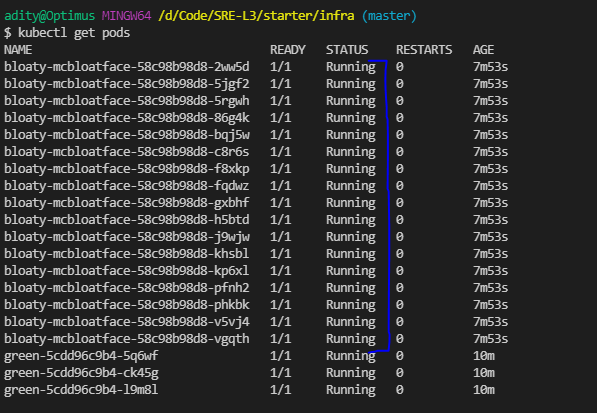 adity@Optimus MINGW64 /d/Code/SRE-L3/starter/infra (master)
$ kubectl get pods
NAME READY STATUS RESTARTS AGE
bloaty-mcbloatface-58c98b98d8-2ww5d 1/1 Running 0 7m53s
bloaty-mcbloatface-58c98b98d8-5jgf2 1/1 Running 0 7m53s
bloaty-mcbloatface-58c98b98d8-5rgwh 1/1 Running 0 7m53s
bloaty-mcbloatface-58c98b98d8-86g4k 1/1 Running 0 7m53s
bloaty-mcbloatface-58c98b98d8-bqj5w 1/1 Running 0 7m53s
bloaty-mcbloatface-58c98b98d8-c8r6s 1/1 Running 0 7m53s
bloaty-mcbloatface-58c98b98d8-f8xkp 1/1 Running 0 7m53s
bloaty-mcbloatface-58c98b98d8-fqdwz 1/1 Running 0 7m53s
bloaty-mcbloatface-58c98b98d8-gxbhf 1/1 Running 0 7m53s
bloaty-mcbloatface-58c98b98d8-h5btd 1/1 Running 0 7m53s
bloaty-mcbloatface-58c98b98d8-j9wjw 1/1 Running 0 7m53s
bloaty-mcbloatface-58c98b98d8-khsbl 1/1 Running 0 7m53s
bloaty-mcbloatface-58c98b98d8-kp6xl 1/1 Running 0 7m53s
bloaty-mcbloatface-58c98b98d8-pfnh2 1/1 Running 0 7m53s
bloaty-mcbloatface-58c98b98d8-phkbk 1/1 Running 0 7m53s
bloaty-mcbloatface-58c98b98d8-v5vj4 1/1 Running 0 7m53s
bloaty-mcbloatface-58c98b98d8-vgqth 1/1 Running 0 7m53s
green-5cdd96c9b4-5q6wf 1/1 Running 0 10m
green-5cdd96c9b4-ck45g 1/1 Running 0 10m
green-5cdd96c9b4-l9m8l 1/1 Running 0 10m